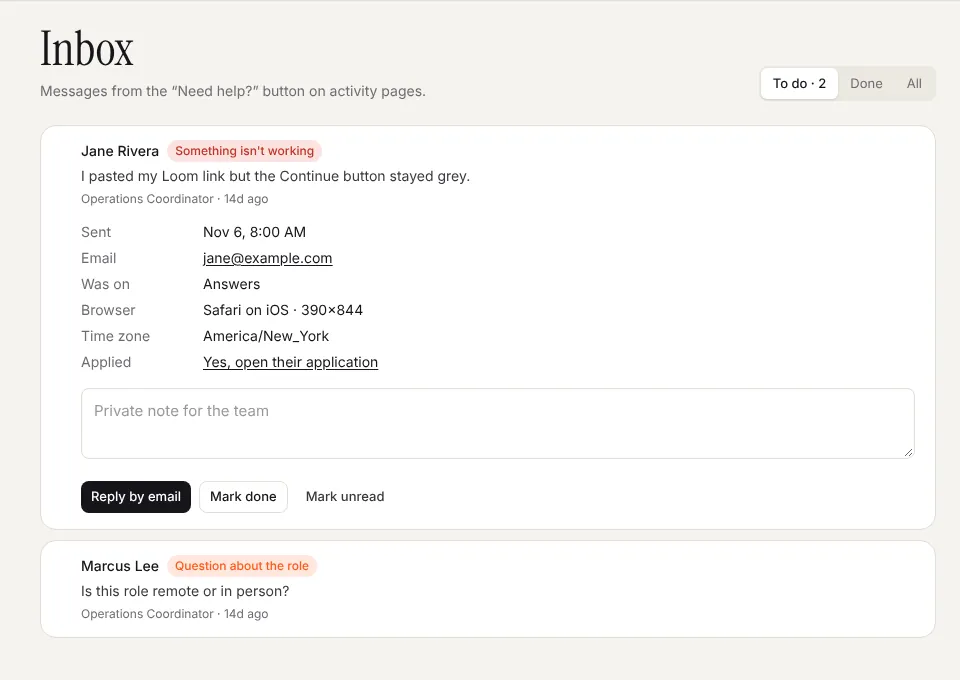 Inbox
Messages from the “Need help?” button on activity pages.
To do · 2 Done All
Jane Rivera Something isn't working
I pasted my Loom link but the Continue button stayed grey.
Operations Coordinator · 14d ago
Sent Nov 6, 8:00 AM
Email jane@example.com
Was on Answers
Browser Safari on iOS · 390×844
Time zone America/New_York
Applied Yes, open their application
Private note for the team
Reply by email Mark done Mark unread
Marcus Lee Question about the role
Is this role remote or in person?
Operations Coordinator · 14d ago